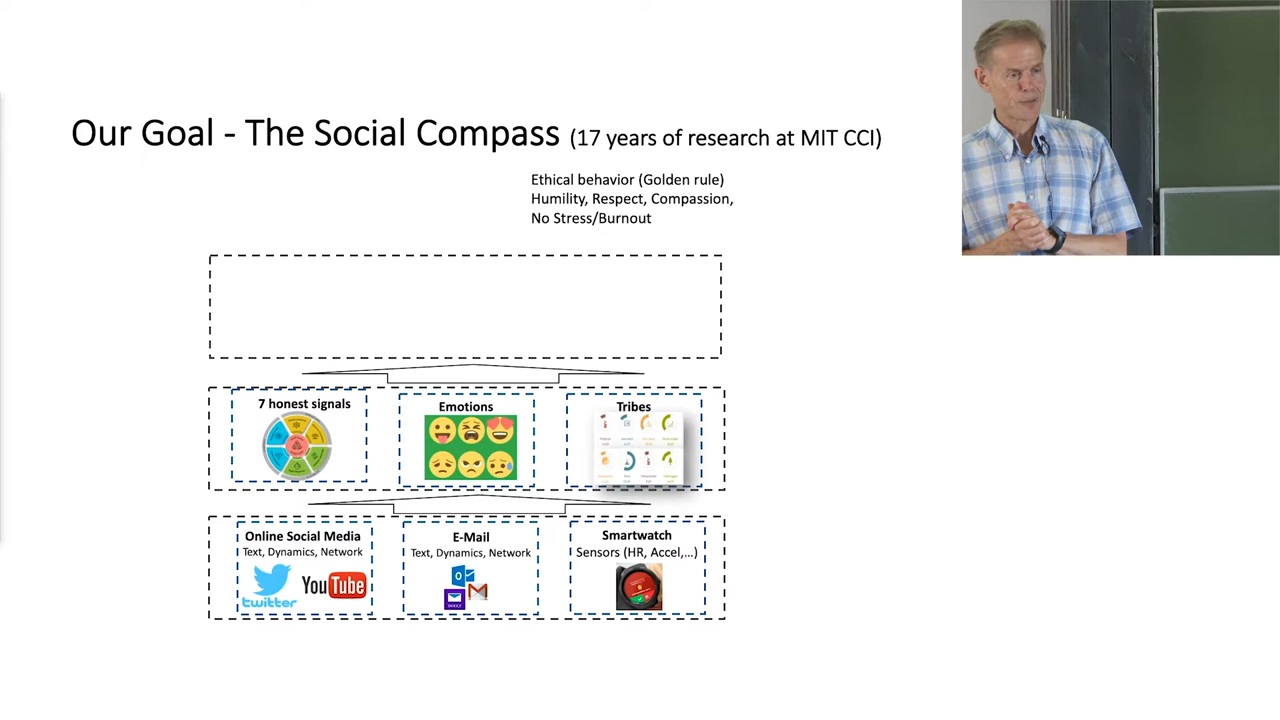 Our Goal - The Social Compass (17 years of research at MIT CCI)
Ethical behavior (Golden rule)
Humility, Respect, Compassion,
No Stress/Burnout
7 honest signals
Emotions
Tribes
Online Social Media
Text, Dynamics, Network
twitter
You Tube
E-Mail
Text, Dynamics, Network
YAHOO!
Smartwatch
Sensors (HR, Accel,...)